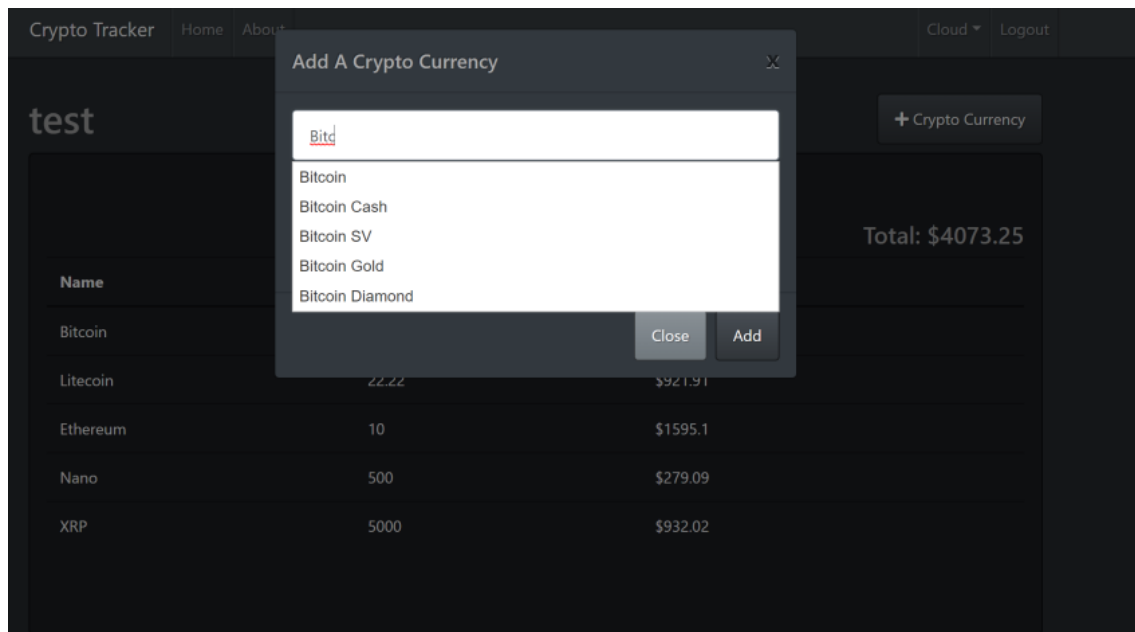 Crypto Tracker Home About Cloud Logout
Add A Crypto Currency X
test
+ Crypto Currency
Bitc
Bitcoin
Bitcoin Cash
Bitcoin SV
Bitcoin Gold
Bitcoin Diamond
Total: $4073.25
Name
Close Add
Bitcoin
Litecoin 22.22 $921.91
Ethereum 10 $1595.1
Nano 500 $279.09
XRP 5000 $932.02